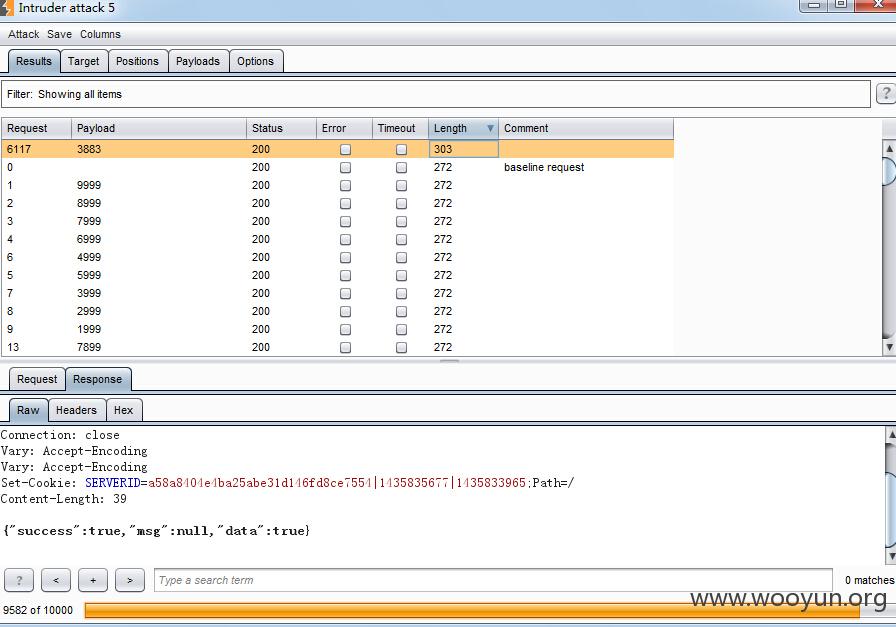 Intruder attack 5
Attack Save Columns
Results Target Positions Payloads Options
Filter: Showing all items ?
Request Payload Status Error Timeout Length Comment
6117 3883 200 303
0 200 272 baseline request
1 9999 200 272
2 8999 200 272
3 7999 200 272
4 6999 200 272
6 4999 200 272
5 5999 200 272
7 3999 200 272
8 2999 200 272
9 1999 200 272
13 7899 200 272
Request Response
Raw Headers Hex
Connection: close
Vary: Accept-Encoding
Vary: Accept-Encoding
Set-Cookie: SERVERID=a58a8404e4ba25abe31d146fd8ce7554|1435835677|1435833965;Path=/
Content-Length: 39
{"success":true,"msg":null,"data":true}
? < + > Type a search term 0 matches
www.wooyun.org
9582 of 10000